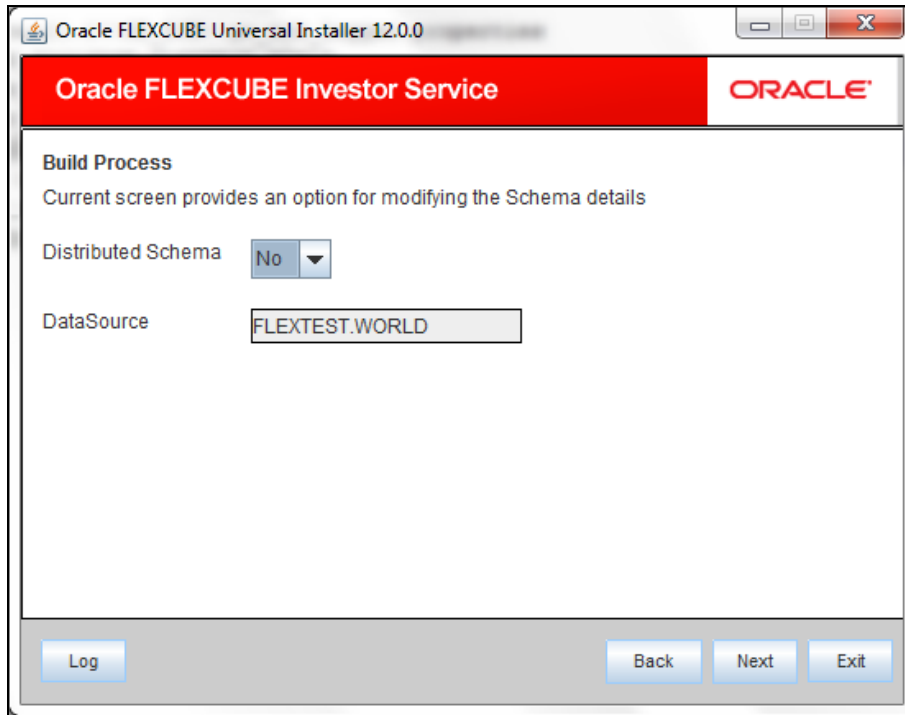 Oracle FLEXCUBE Universal Installer 12.0.0
Oracle FLEXCUBE Investor Service
ORACLE
Build Process
Current screen provides an option for modifying the Schema details
Distributed Schema No
DataSource FLEXTEST.WORLD
Log Back Next Exit